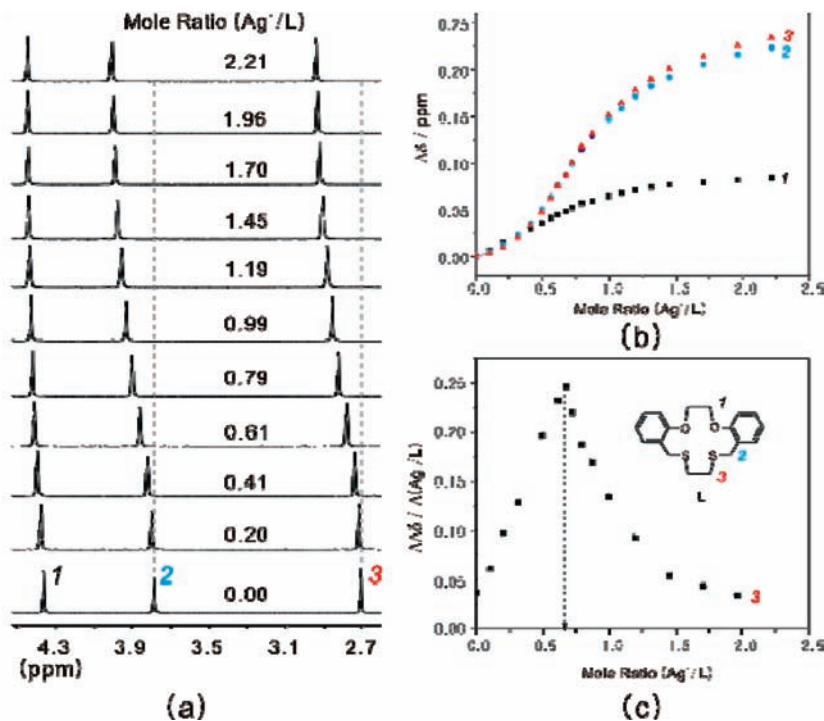 Mole Ratio (Ag⁺/L)
2.21
1.96
1.70
1.45
1.19
0.99
0.79
0.61
0.41
0.20
1 2 3
0.00
4.3 3.9 3.5 3.1 2.7
(ppm)
(a)
Δδ / ppm
0.25
0.20
0.15
0.10
0.05
0.00
3
2
1
0.0 0.5 1.0 1.5 2.0 2.5
Mole Ratio (Ag⁺/L)
(b)
ΔΔδ / Δ(Ag⁺/L)
0.25
0.20
0.15
0.10
0.05
0.00
1
O O
S S
2
3
L
3
0.0 0.5 1.0 1.5 2.0 2.5
Mole Ratio (Ag⁺/L)
(c)